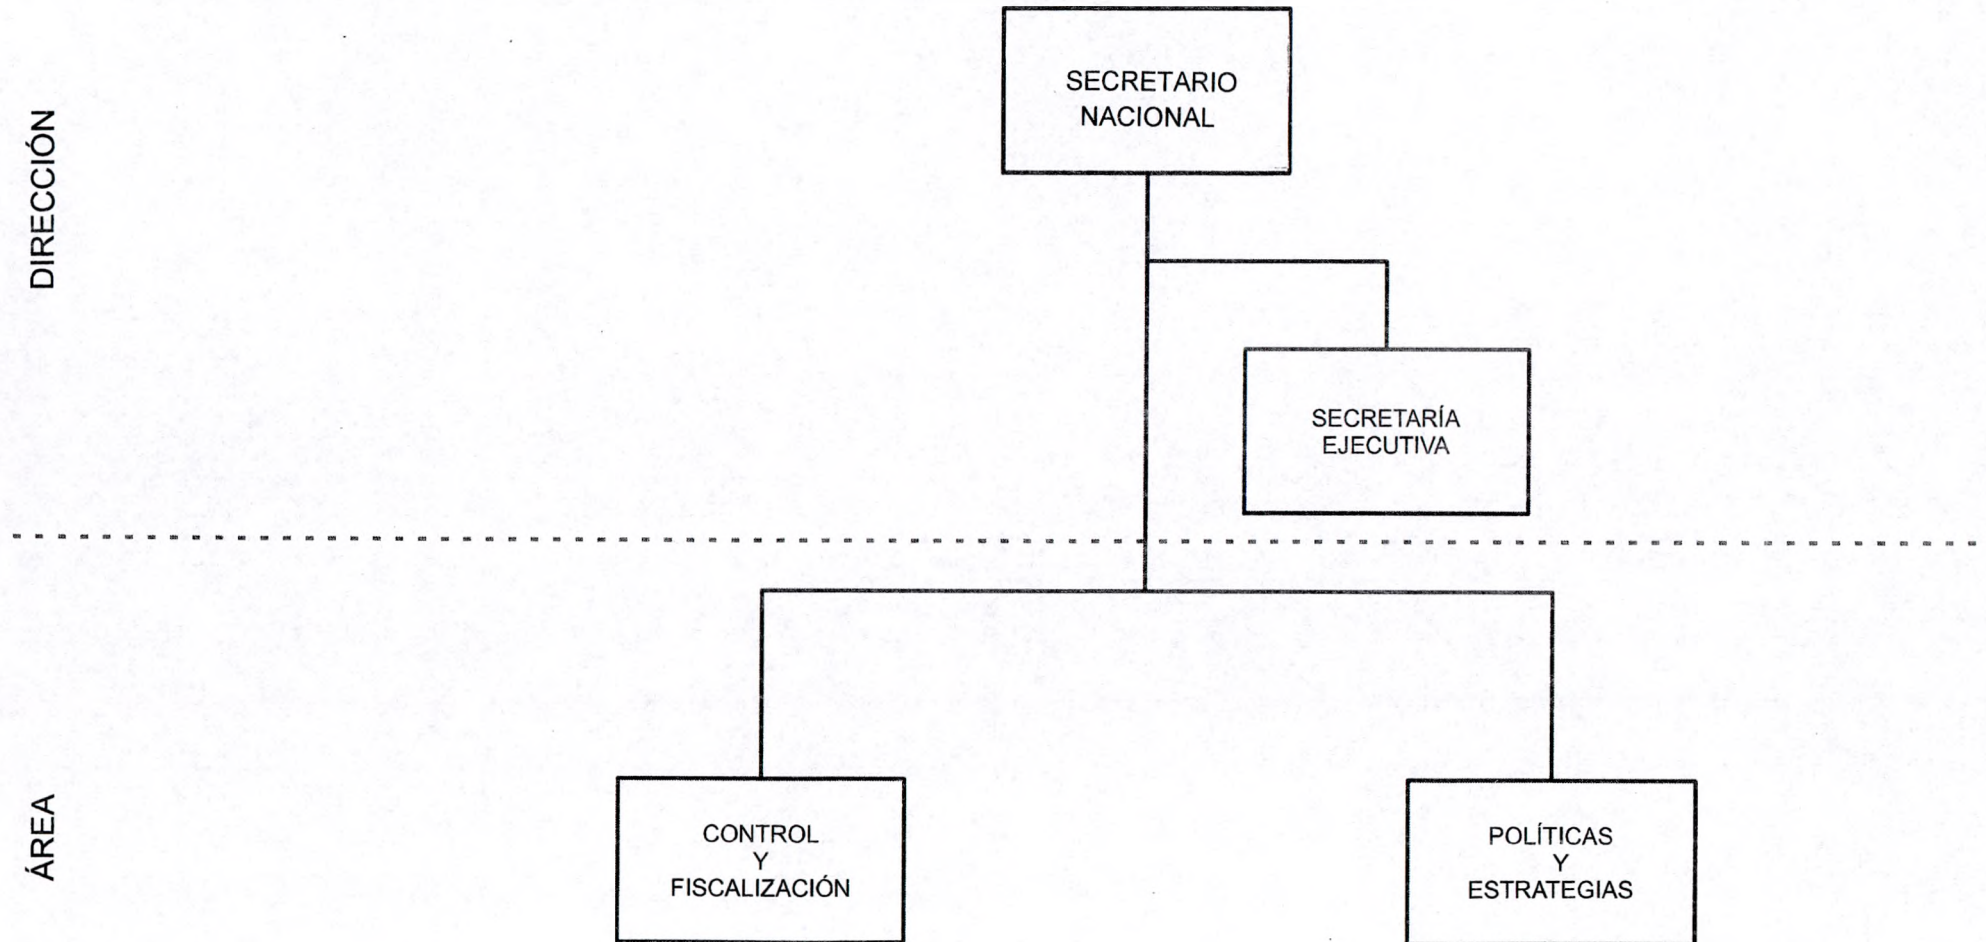 DIRECCIÓN
SECRETARIO
NACIONAL
SECRETARÍA
EJECUTIVA
ÁREA
CONTROL
Y
FISCALIZACIÓN
POLÍTICAS
Y
ESTRATEGIAS